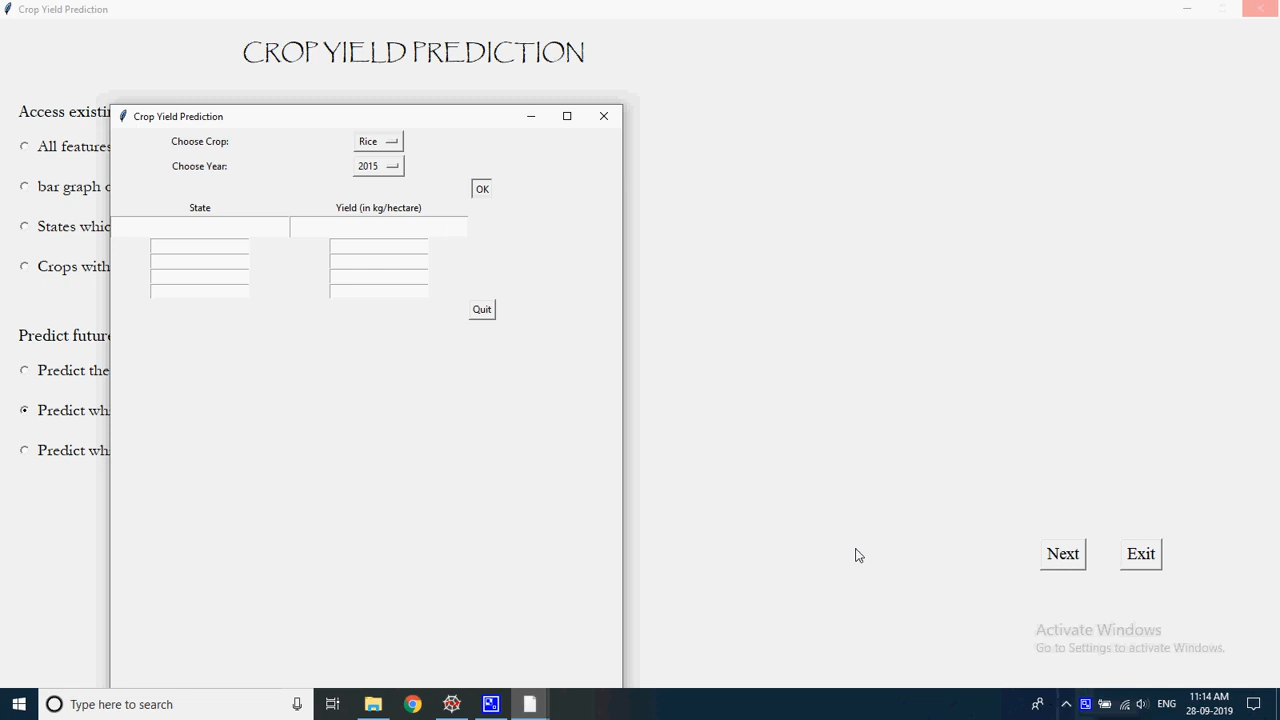 Crop Yield Prediction
CROP YIELD PREDICTION
Access existin
All features
bar graph o
States whic
Crops with
Predict future
Predict the
Predict wh
Predict wh
Crop Yield Prediction
Choose Crop:
Rice
Choose Year:
2015
OK
State
Yield (in kg/hectare)
Quit
Next
Exit
Activate Windows
Go to Settings to activate Windows.
Type here to search
ENG
11:14 AM
28-09-2019